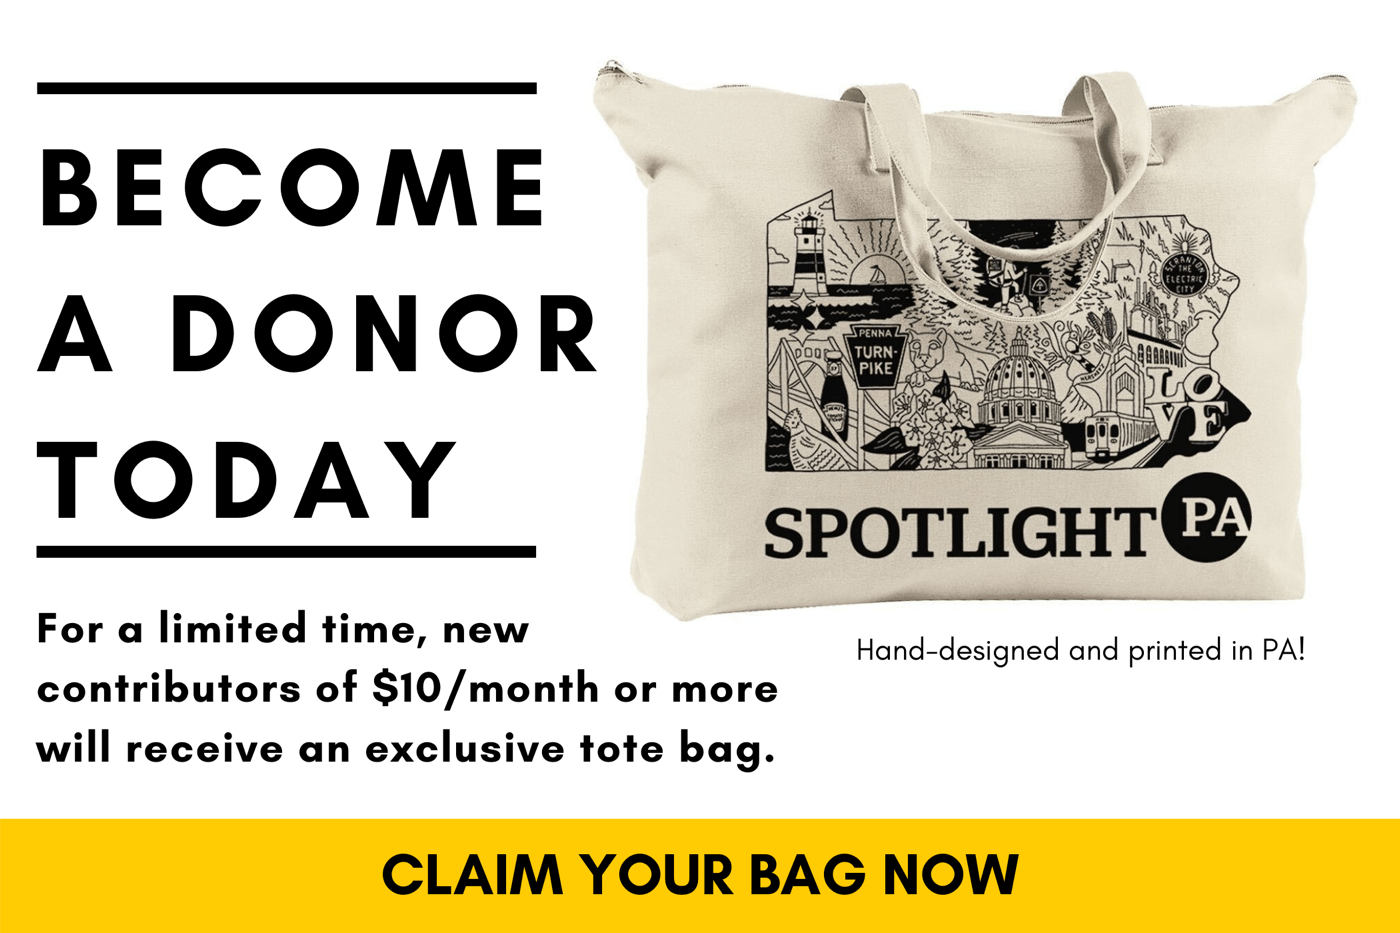 BECOME
A DONOR
TODAY
For a limited time, new
contributors of $10/month or more
will receive an exclusive tote bag.
SCRANTON
THE
ELECTRIC
CITY
PENNA
TURN-
PIKE
LO
VE
SPOTLIGHT PA
Hand-designed and printed in PA!
CLAIM YOUR BAG NOW